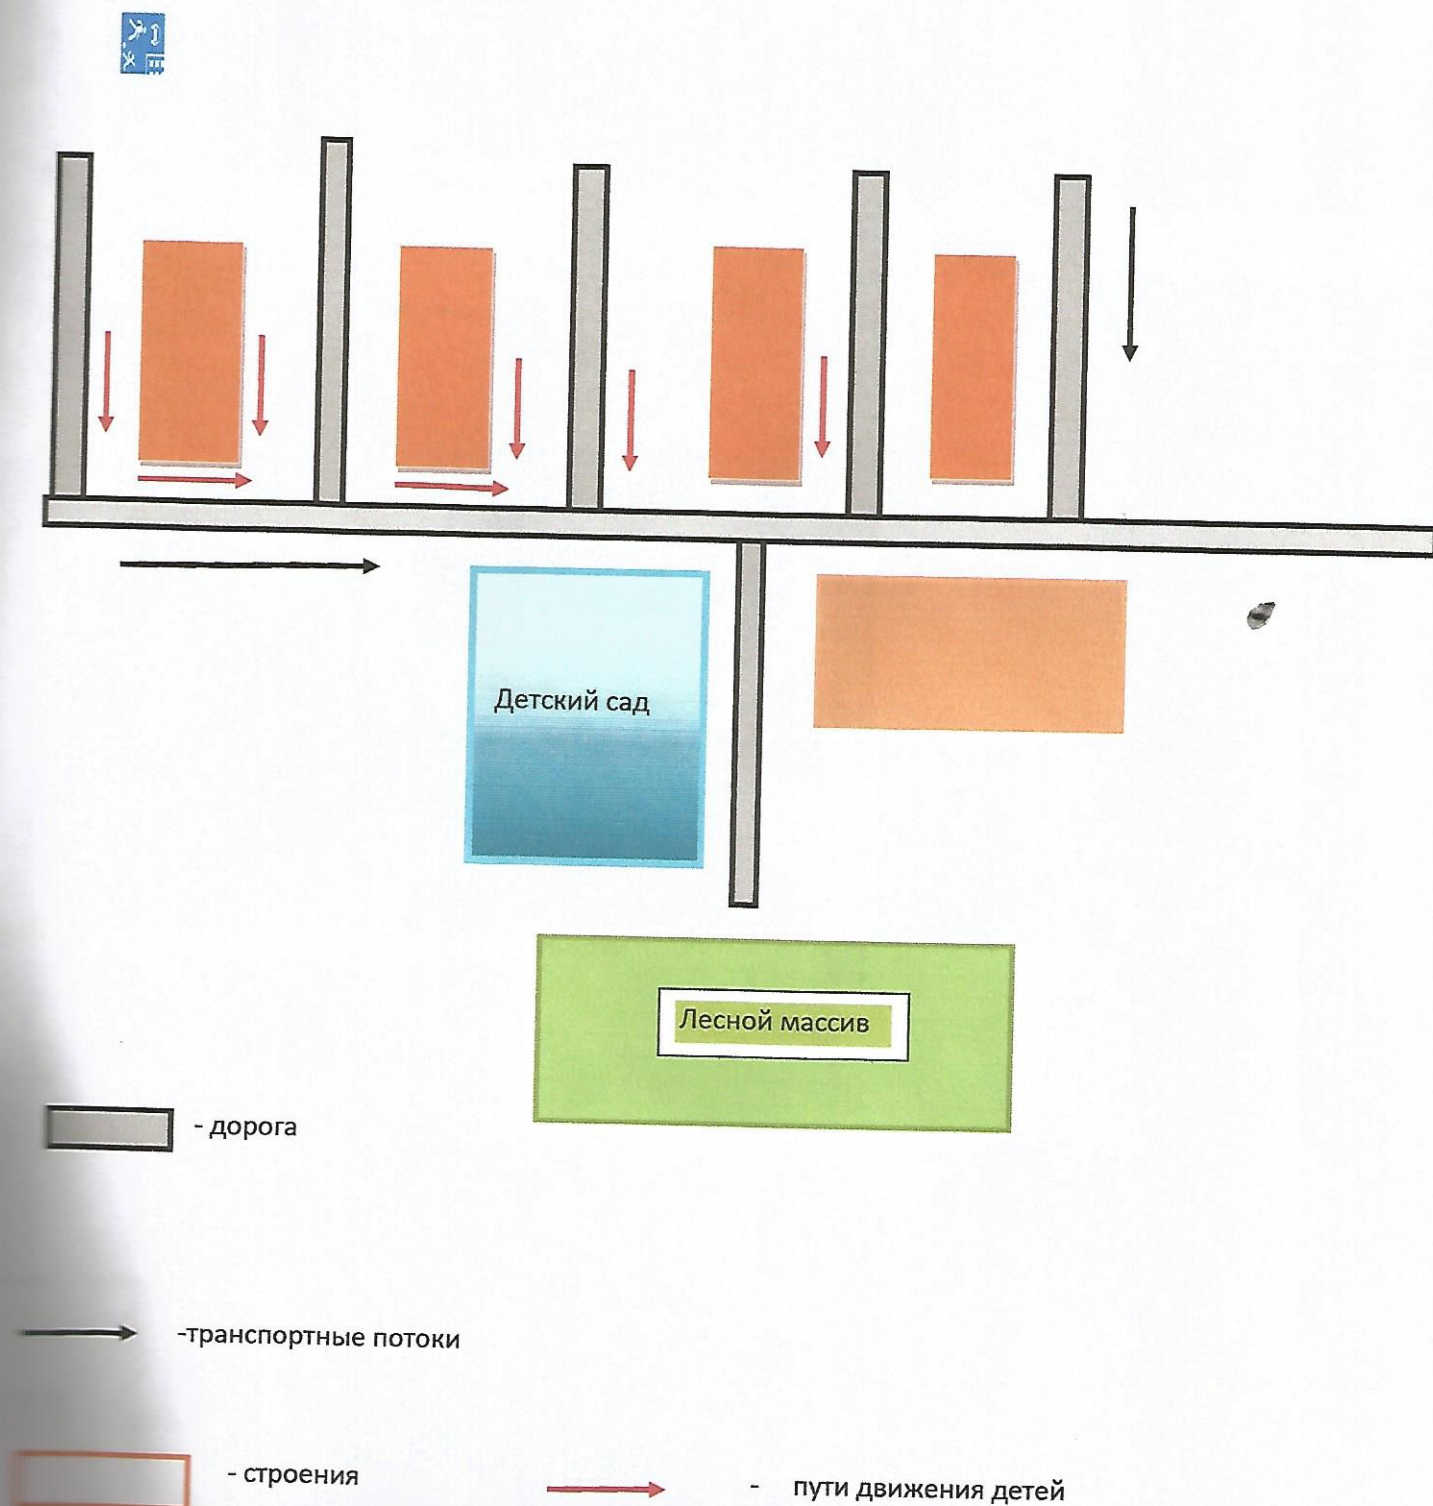 Детский сад
Лесной массив
- дорога
-транспортные потоки
- строения
- пути движения детей